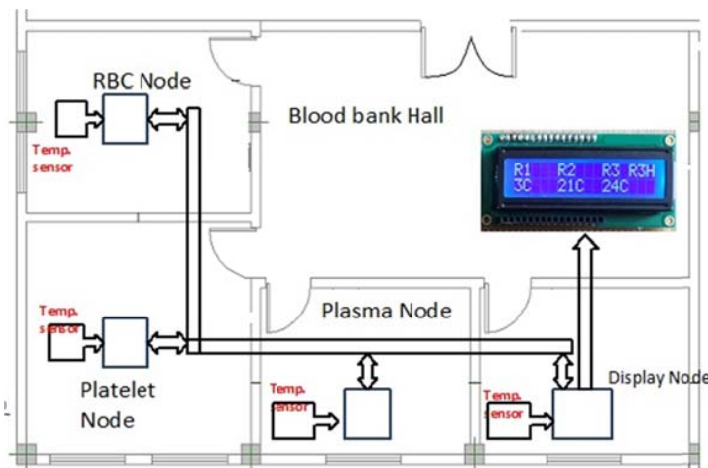 RBC Node
Temp.
sensor
Blood bank Hall
R1 R2 R3 R3H
3C 21C 24C
Temp.
sensor
Platelet
Node
Plasma Node
Temp.
sensor
Display Node
Temp.
sensor